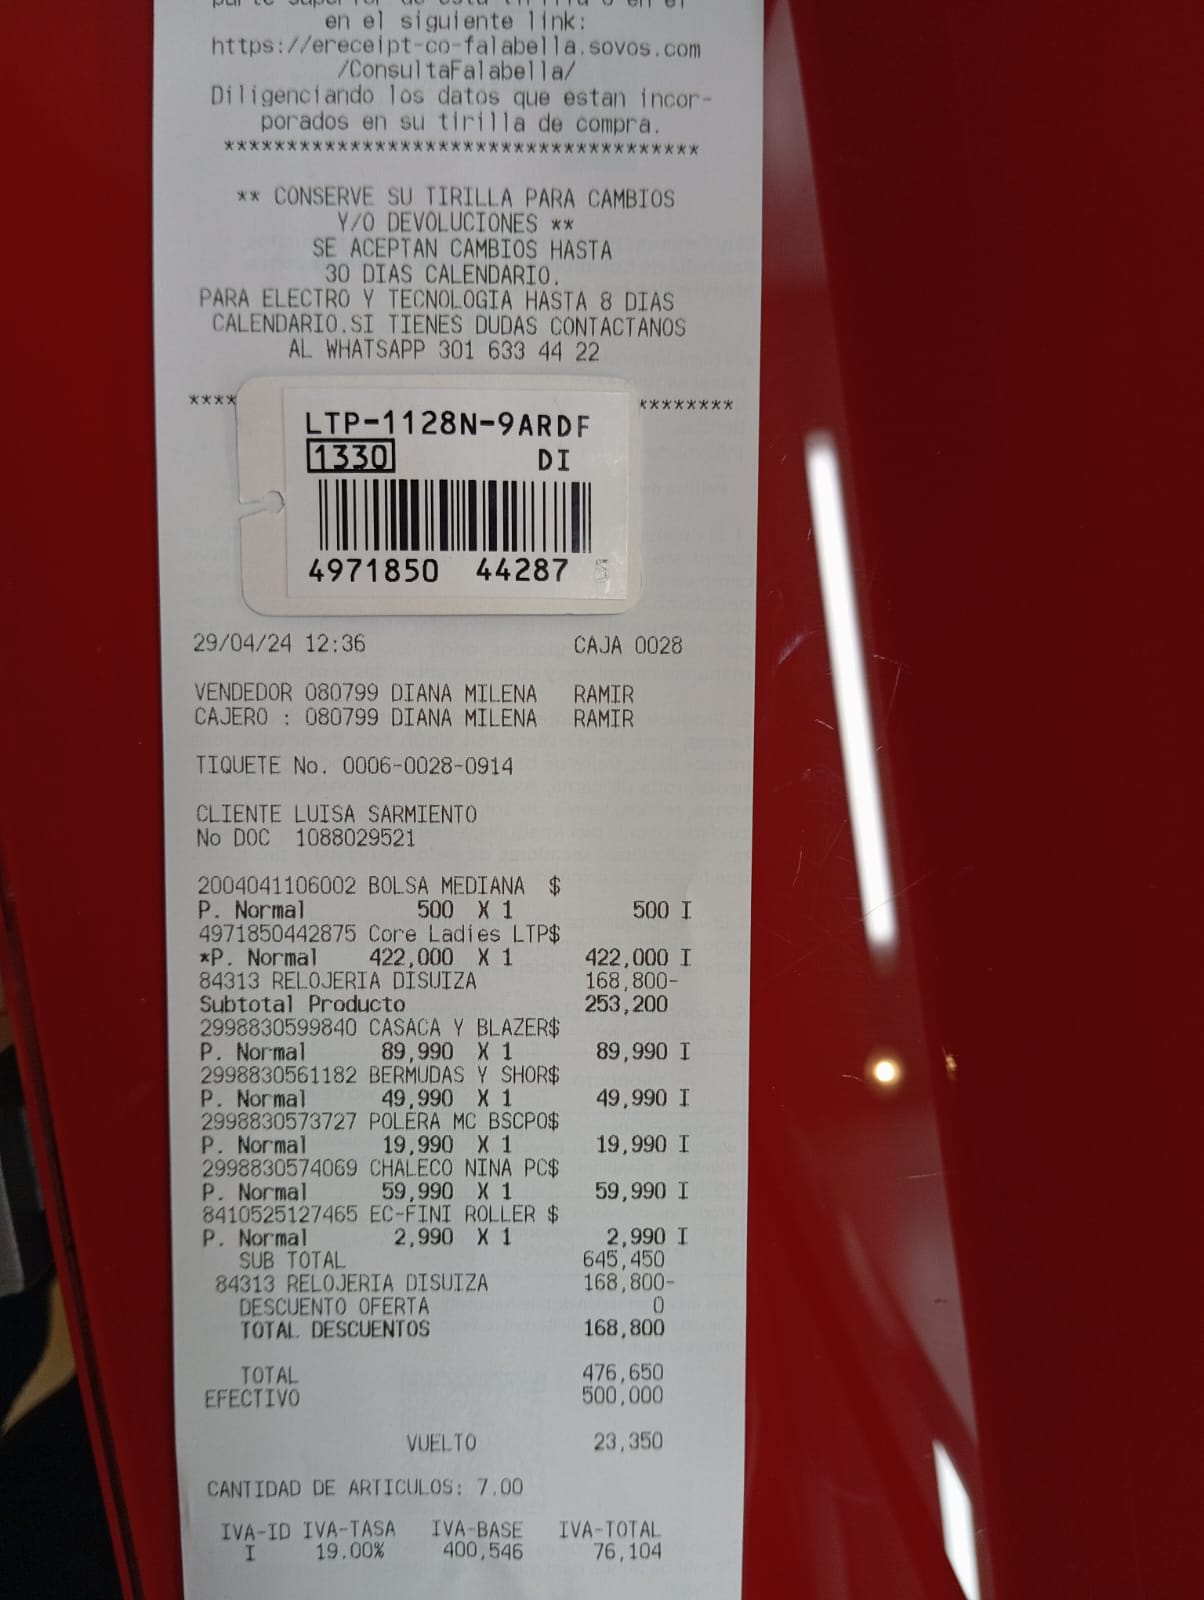 en el siguiente link:
https://ereceipt-co-falabella.sovos.com
/ConsultaFalabella/
Diligenciando los datos que estan incor-
porados en su tirilla de compra.
**************************************
** CONSERVE SU TIRILLA PARA CAMBIOS
Y/O DEVOLUCIONES **
SE ACEPTAN CAMBIOS HASTA
30 DIAS CALENDARIO.
PARA ELECTRO Y TECNOLOGIA HASTA 8 DIAS
CALENDARIO.SI TIENES DUDAS CONTACTANOS
AL WHATSAPP 301 633 44 22
**** ********
LTP-1128N-9ARDF
1330 DI
4971850 44287 5
29/04/24 12:36 CAJA 0028
VENDEDOR 080799 DIANA MILENA RAMIR
CAJERO : 080799 DIANA MILENA RAMIR
TIQUETE No. 0006-0028-0914
CLIENTE LUISA SARMIENTO
No DOC 1088029521
2004041106002 BOLSA MEDIANA $
P. Normal 500 X 1 500 I
4971850442875 Core Ladies LTP$
*P. Normal 422,000 X 1 422,000 I
84313 RELOJERIA DISUIZA 168,800-
Subtotal Producto 253,200
2998830599840 CASACA Y BLAZER$
P. Normal 89,990 X 1 89,990 I
2998830561182 BERMUDAS Y SHOR$
P. Normal 49,990 X 1 49,990 I
2998830573727 POLERA MC BSCPO$
P. Normal 19,990 X 1 19,990 I
2998830574069 CHALECO NINA PC$
P. Normal 59,990 X 1 59,990 I
8410525127465 EC-FINI ROLLER $
P. Normal 2,990 X 1 2,990 I
SUB TOTAL 645,450
84313 RELOJERIA DISUIZA 168,800-
DESCUENTO OFERTA 0
TOTAL DESCUENTOS 168,800
TOTAL 476,650
EFECTIVO 500,000
VUELTO 23,350
CANTIDAD DE ARTICULOS: 7.00
IVA-ID IVA-TASA IVA-BASE IVA-TOTAL
I 19.00% 400,546 76,104